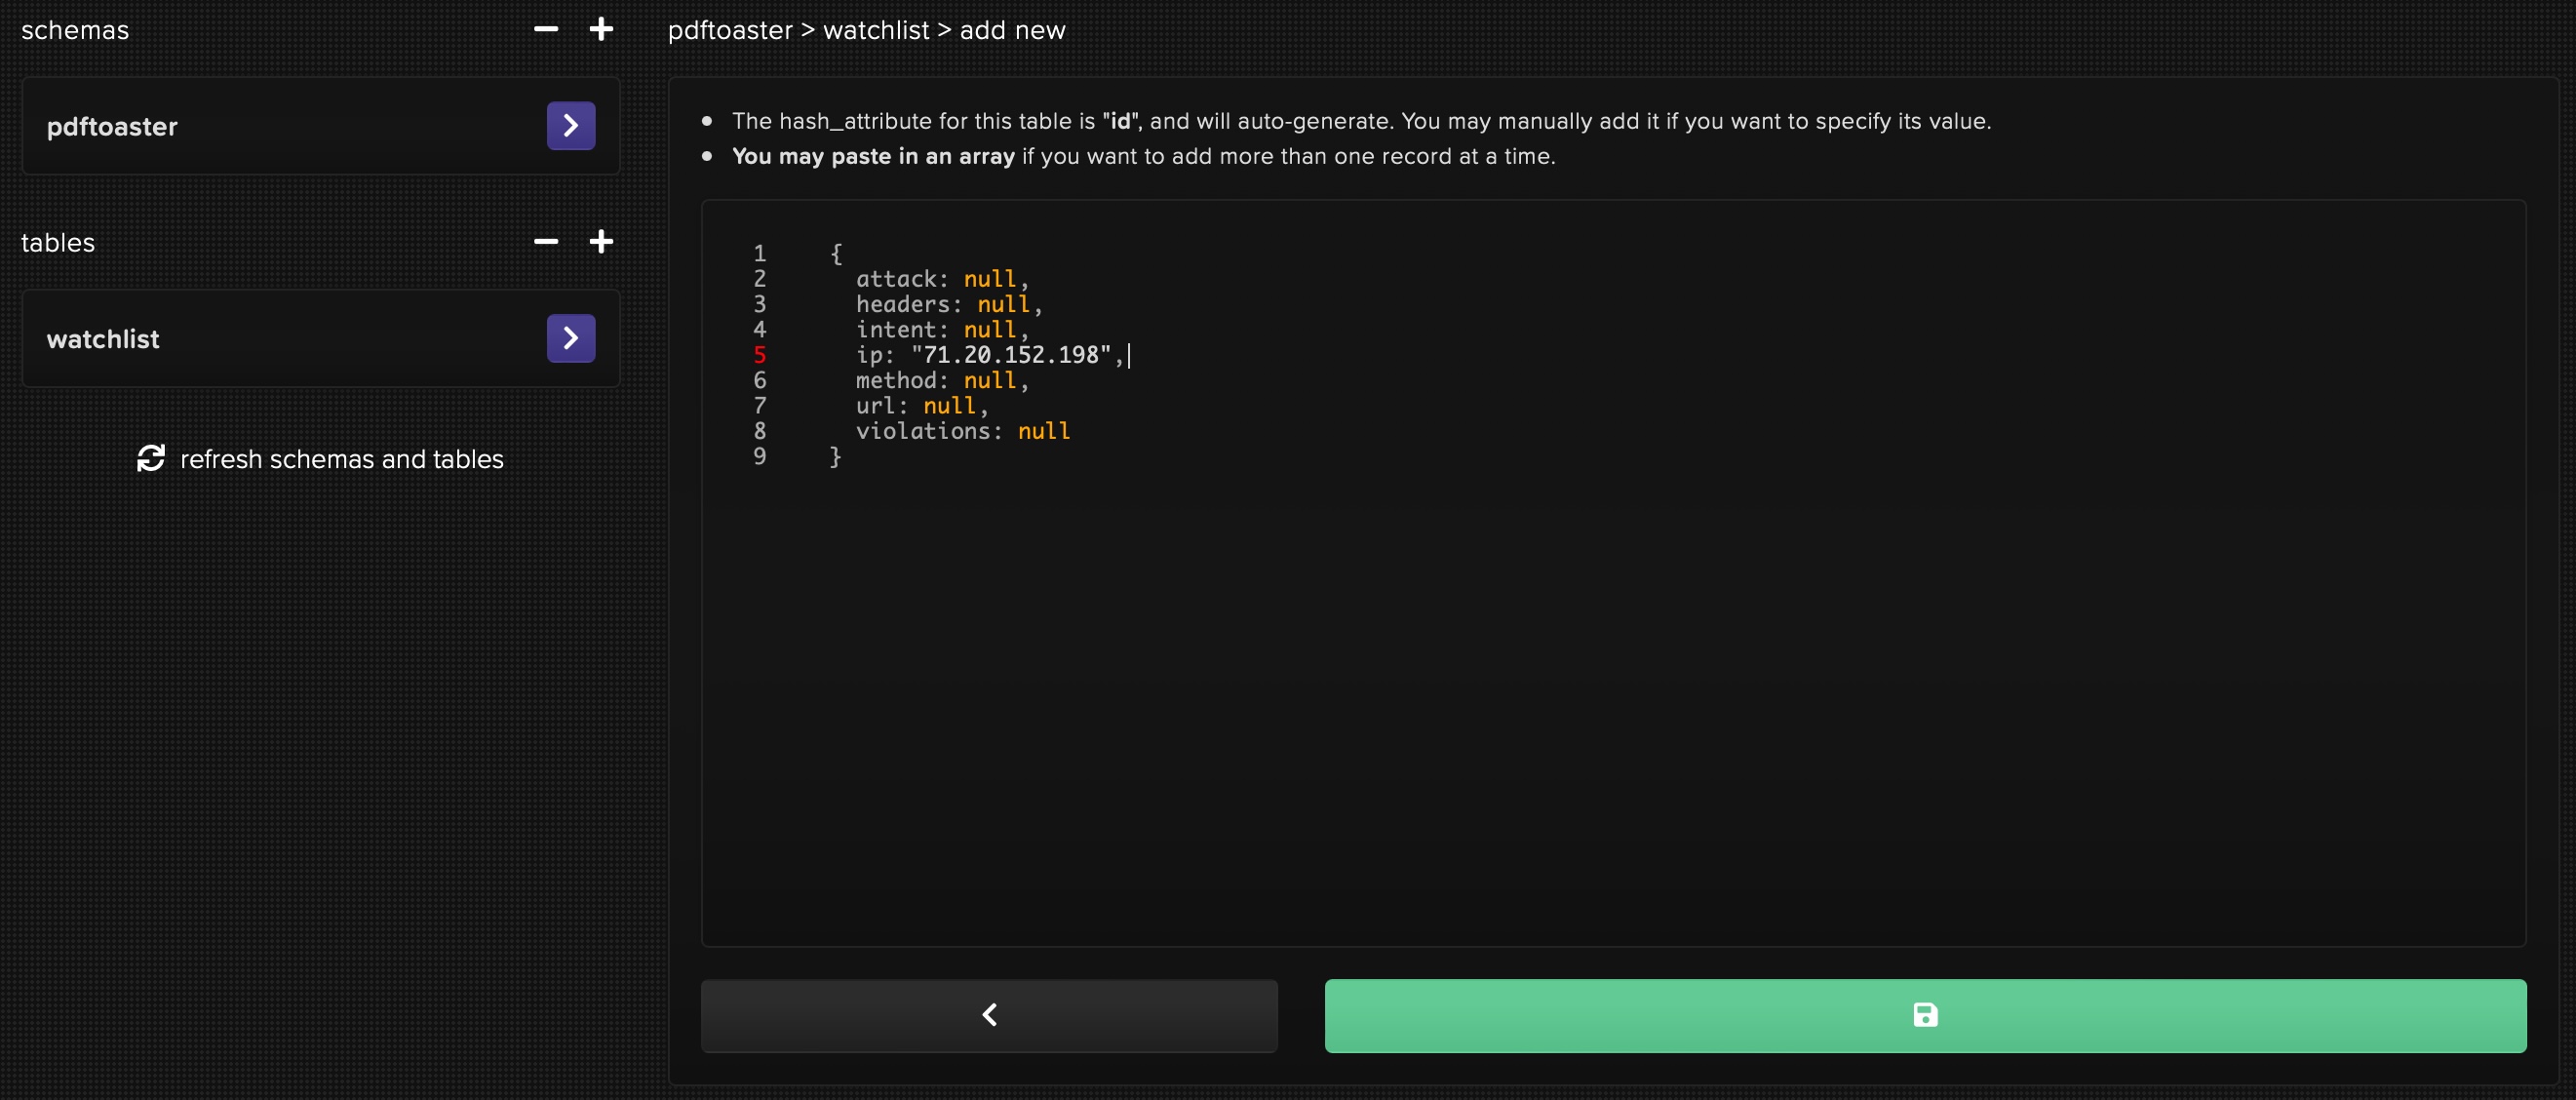 schemas
pdftoaster
tables
watchlist
refresh schemas and tables
pdftoaster > watchlist > add new
• The hash_attribute for this table is "id", and will auto-generate. You may manually add it if you want to specify its value.
• You may paste in an array if you want to add more than one record at a time.
1 {
2 attack: null,
3 headers: null,
4 intent: null,
5 ip: "71.20.152.198",
6 method: null,
7 url: null,
8 violations: null
9 }